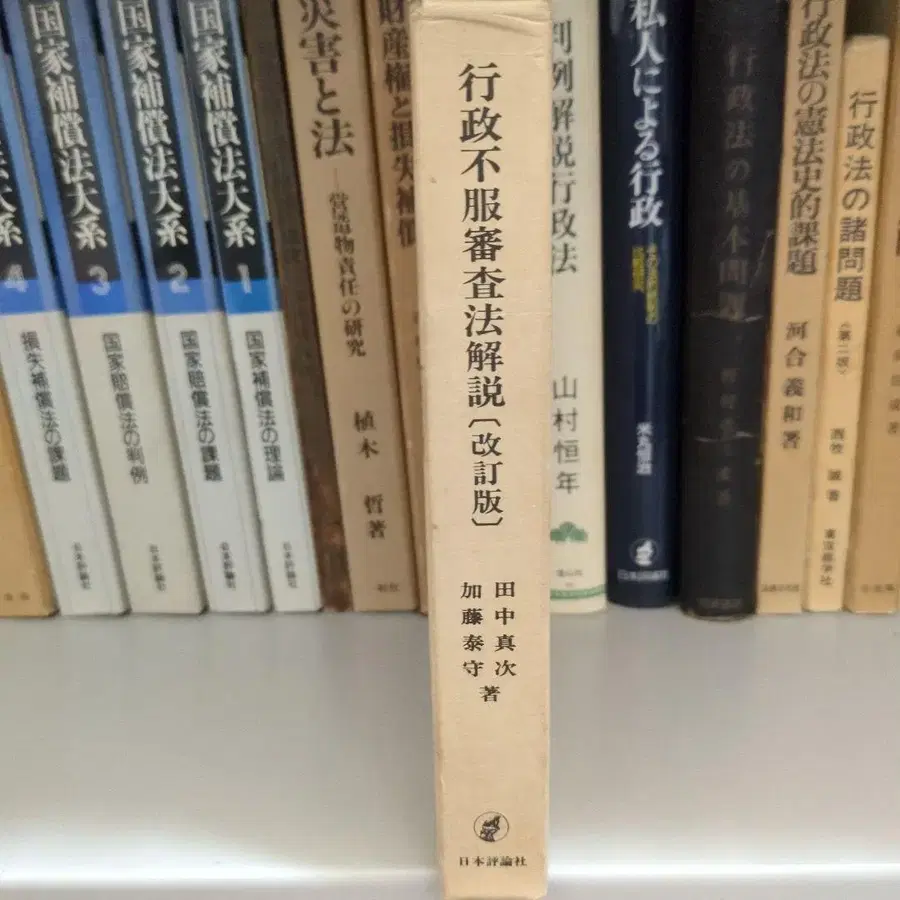 行政不服審査法解説〔改訂版〕
田中真次
加藤泰守
著
日本評論社
国家補償法大系
4
損失補償法の課題
国家補償法大系
3
国家賠償法の判例
日本評論社
国家補償法大系
2
国家賠償法の課題
日本評論社
国家補償法大系
1
国家補償法の理論
日本評論社
災害と法
営造物責任の研究
植木 哲著
財産権と損失補償
判例解説行政法
山村恒年
私人による行政
米丸恒治
日本評論社
行政法の基本問題
行政法の憲法史的課題
河合義和著
行政法の諸問題
〈第二版〉
西牧 誠著